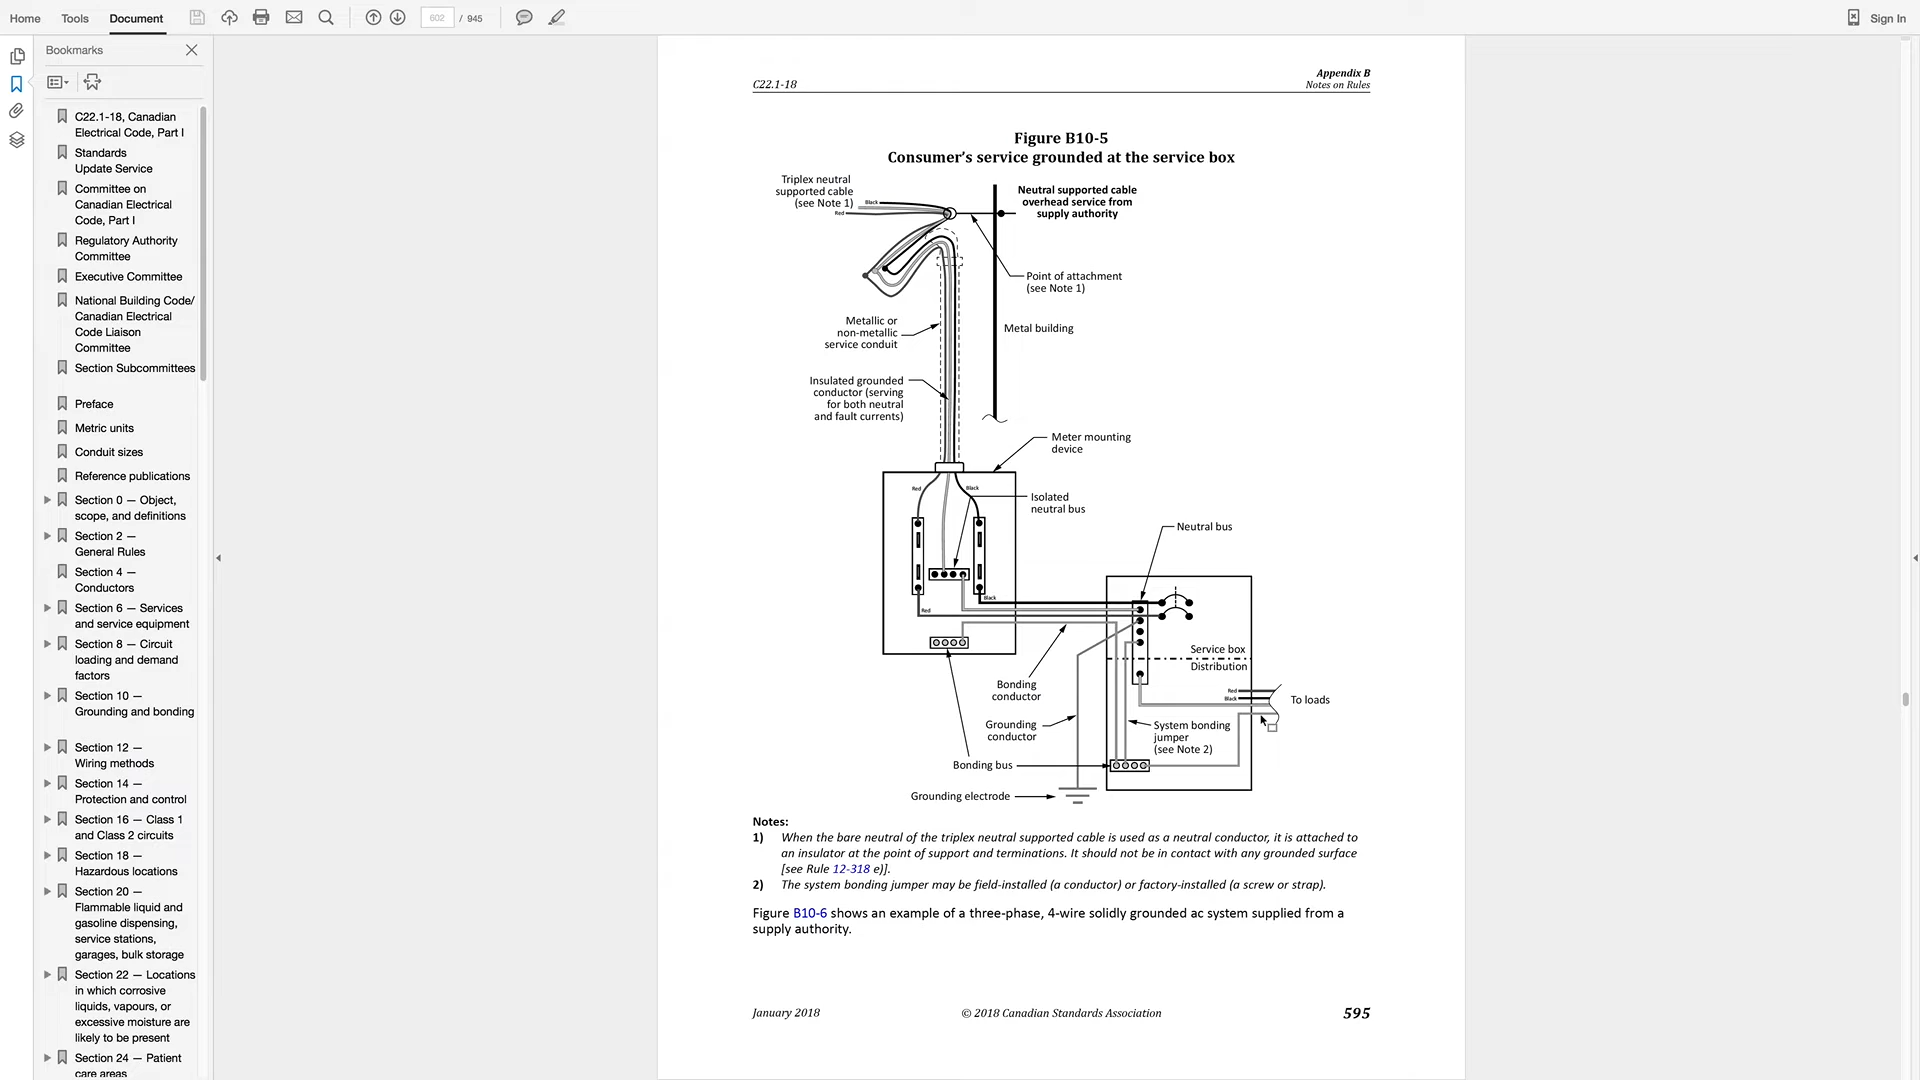 Home
Tools
Document
602 / 945
Sign In
Bookmarks
C22.1-18, Canadian
Electrical Code, Part I
Standards
Update Service
Committee on
Canadian Electrical
Code, Part I
Regulatory Authority
Committee
Executive Committee
National Building Code/
Canadian Electrical
Code Liaison
Committee
Section Subcommittees
Preface
Metric units
Conduit sizes
Reference publications
Section 0 — Object,
scope, and definitions
Section 2 —
General Rules
Section 4 —
Conductors
Section 6 — Services
and service equipment
Section 8 — Circuit
loading and demand
factors
Section 10 —
Grounding and bonding
Section 12 —
Wiring methods
Section 14 —
Protection and control
Section 16 — Class 1
and Class 2 circuits
Section 18 —
Hazardous locations
Section 20 —
Flammable liquid and
gasoline dispensing,
service stations,
garages, bulk storage
Section 22 — Locations
in which corrosive
liquids, vapours, or
excessive moisture are
likely to be present
Section 24 — Patient
care areas
C22.1-18
Appendix B
Notes on Rules
Figure B10-5
Consumer's service grounded at the service box
Triplex neutral
supported cable
(see Note 1)
Black
Red
Neutral supported cable
overhead service from
supply authority
Point of attachment
(see Note 1)
Metallic or
non-metallic
service conduit
Metal building
Insulated grounded
conductor (serving
for both neutral
and fault currents)
Meter mounting
device
Red
Black
Isolated
neutral bus
Neutral bus
Black
Red
Service box
Distribution
Bonding
conductor
Red
Black
To loads
Grounding
conductor
System bonding
jumper
(see Note 2)
Bonding bus
Grounding electrode
Notes:
1) When the bare neutral of the triplex neutral supported cable is used as a neutral conductor, it is attached to
an insulator at the point of support and terminations. It should not be in contact with any grounded surface
[see Rule 12-318 e)].
2) The system bonding jumper may be field-installed (a conductor) or factory-installed (a screw or strap).
Figure B10-6 shows an example of a three-phase, 4-wire solidly grounded ac system supplied from a
supply authority.
January 2018
© 2018 Canadian Standards Association
595